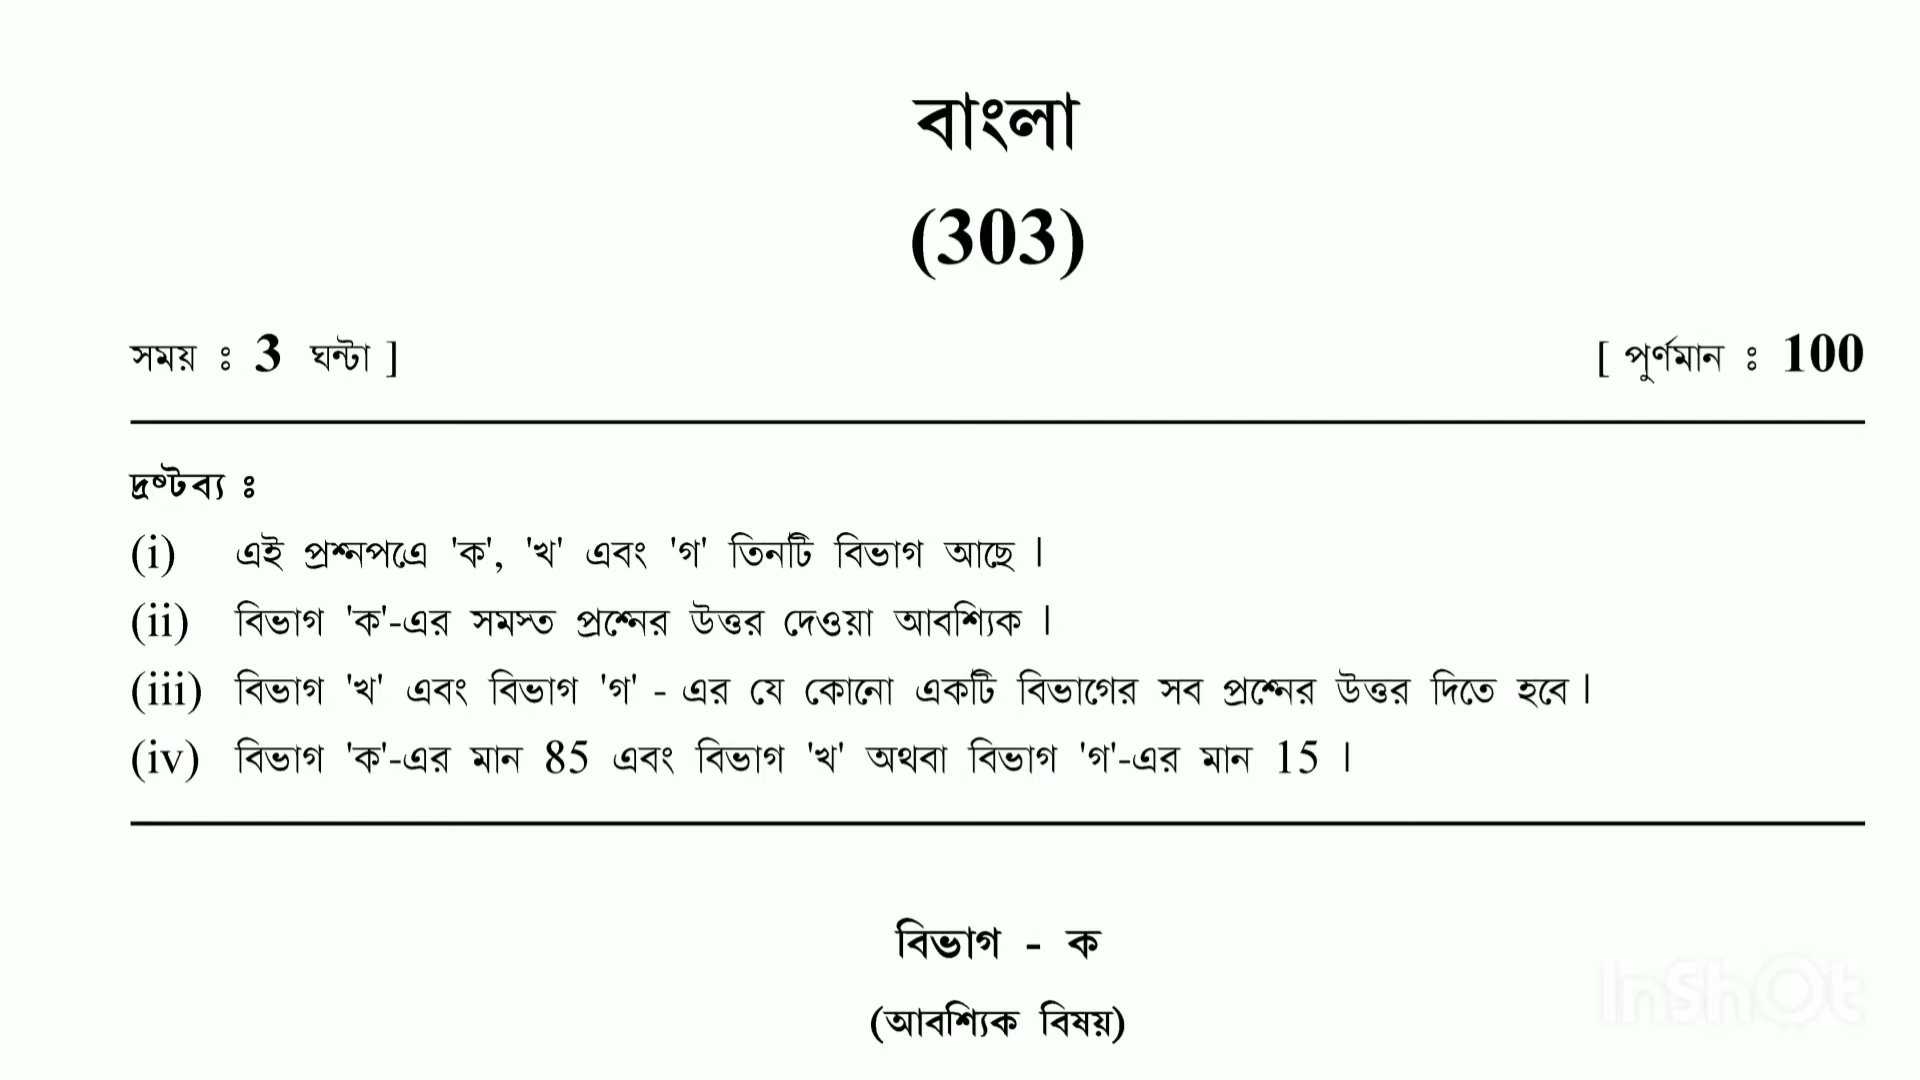 বাংলা
(303)
সময় ঃ 3 ঘন্টা ] [ পুর্ণমান ঃ 100
দ্রষ্টব্য ঃ
(i) এই প্রশ্নপত্রে 'ক', 'খ' এবং 'গ' তিনটি বিভাগ আছে ।
(ii) বিভাগ 'ক'-এর সমস্ত প্রশ্নের উত্তর দেওয়া আবশ্যিক ।
(iii) বিভাগ 'খ' এবং বিভাগ 'গ' - এর যে কোনো একটি বিভাগের সব প্রশ্নের উত্তর দিতে হবে ।
(iv) বিভাগ 'ক'-এর মান 85 এবং বিভাগ 'খ' অথবা বিভাগ 'গ'-এর মান 15 ।
বিভাগ - ক
(আবশ্যিক বিষয়)
InShOt